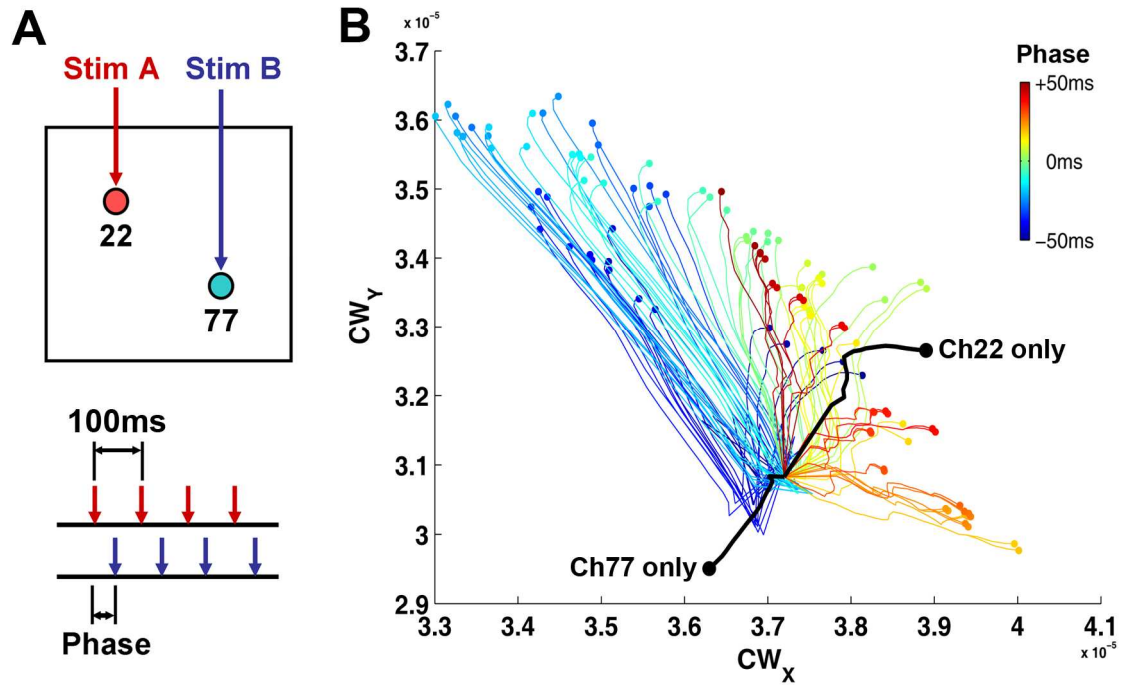 A
Stim A
Stim B
22
77
100ms
Phase
B
x 10⁻⁵
3.7
3.6
3.5
3.4
3.3
3.2
3.1
3
2.9
CW_Y
3.3
3.4
3.5
3.6
3.7
3.8
3.9
4
4.1
x 10⁻⁵
CW_X
Ch22 only
Ch77 only
Phase
+50ms
0ms
−50ms